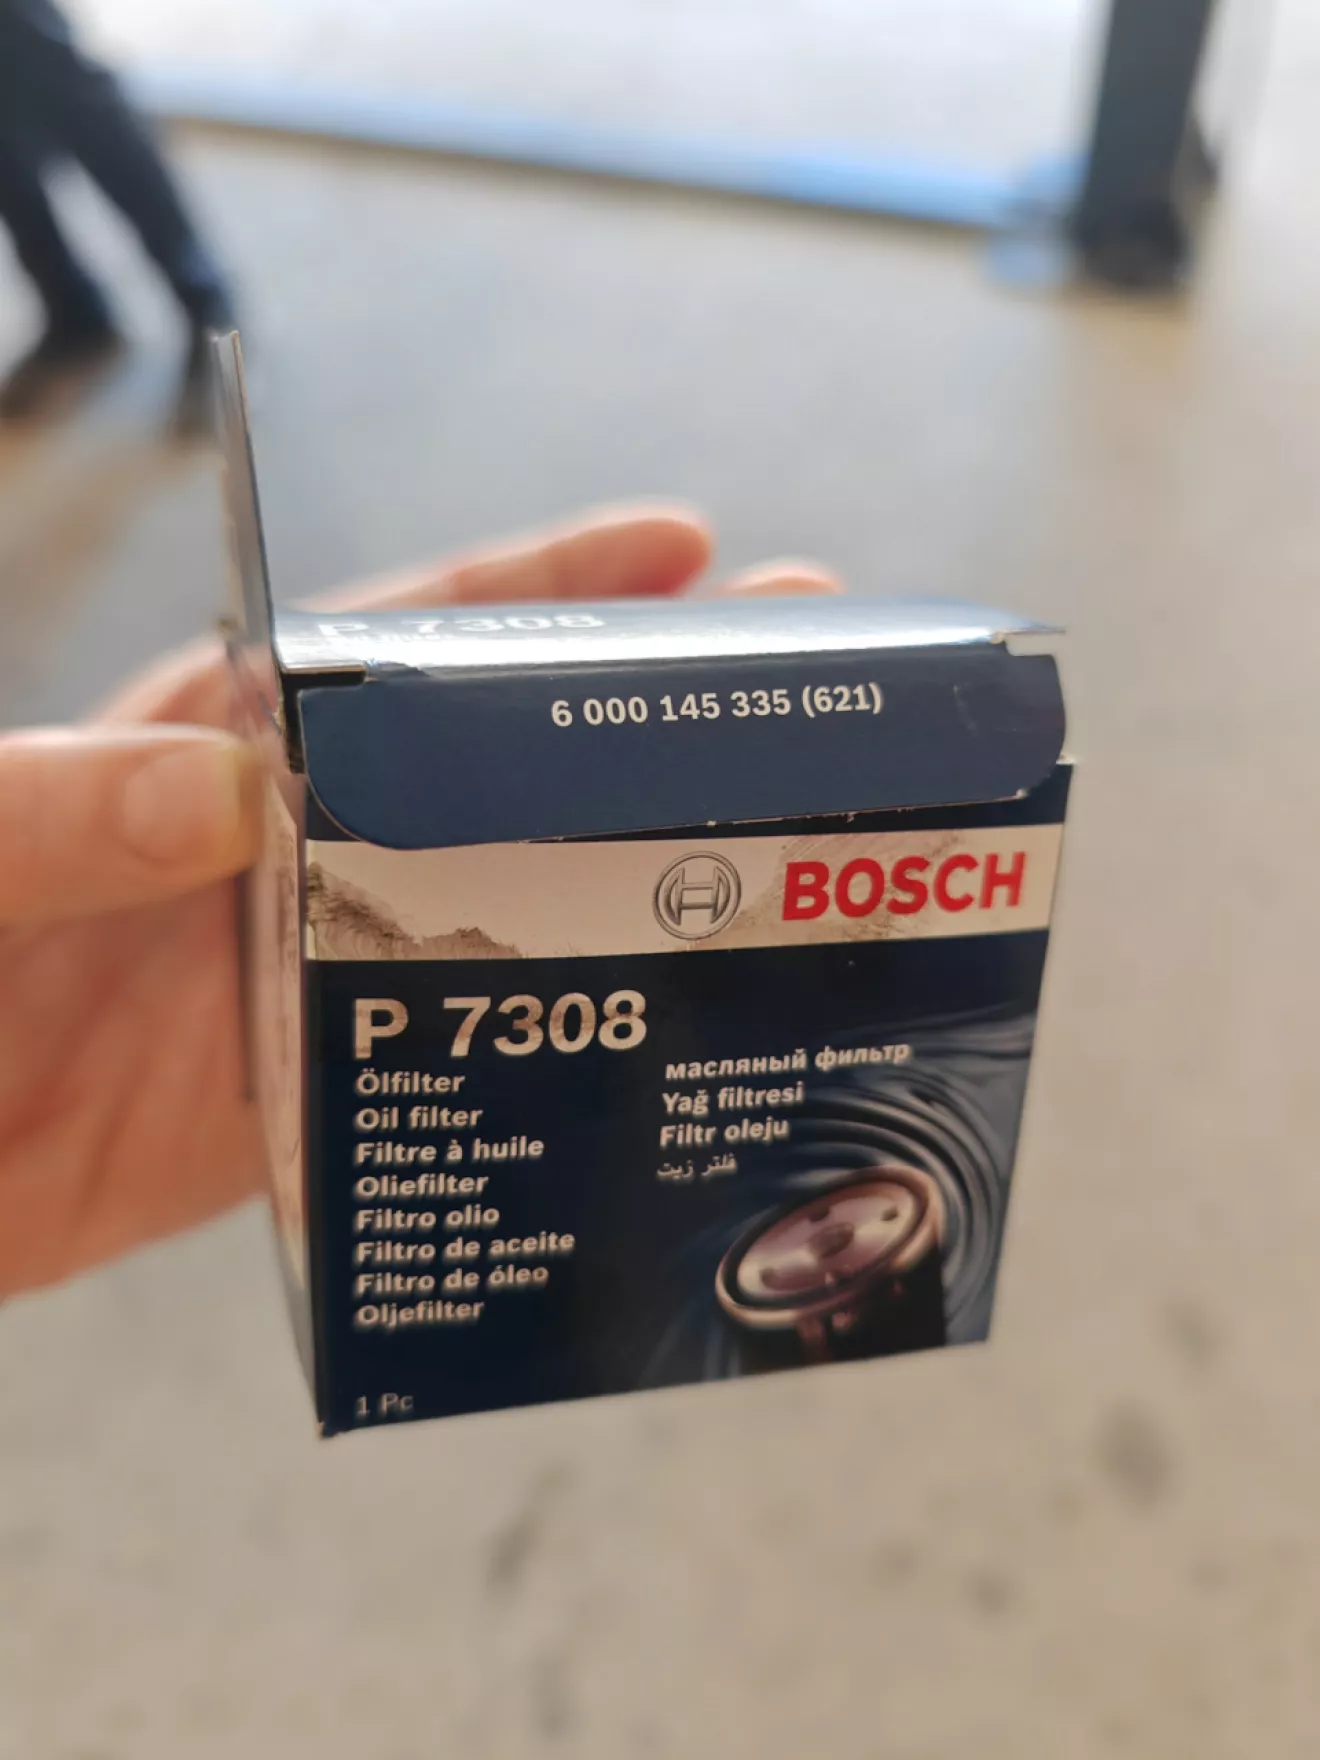 P 7308
6 000 145 335 (621)
BOSCH
P 7308
Ölfilter
Oil filter
Filtre à huile
Oliefilter
Filtro olio
Filtro de aceite
Filtro de óleo
Oljefilter
масляный фильтр
Yağ filtresi
Filtr oleju
فلتر زيت
1 Pc